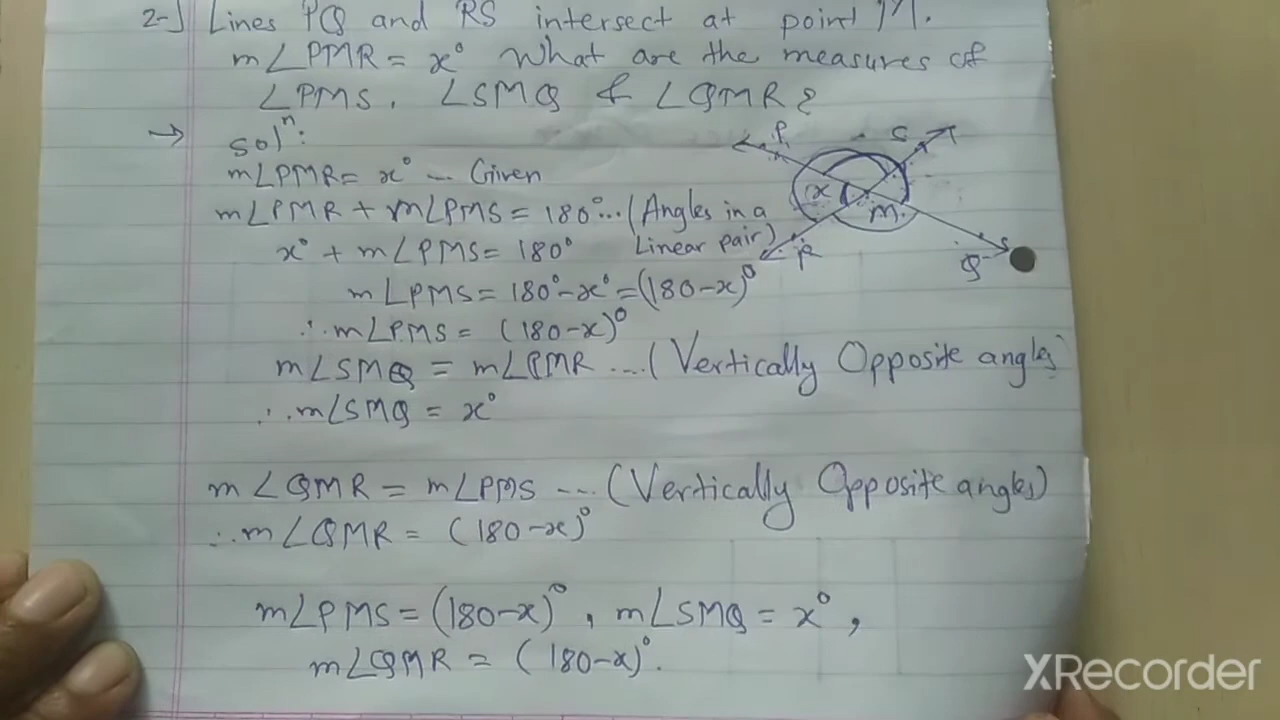 2-) Lines PQ and RS intersect at point M.
m∠PMR = x° What are the measures of
∠PMS, ∠SMQ & ∠QMR?
→ solⁿ:
m∠PMR = x° --- Given
m∠PMR + m∠PMS = 180° ... (Angles in a
Linear pair)
x° + m∠PMS = 180°
m∠PMS = 180° - x° = (180-x)°
∴ m∠PMS = (180-x)°
m∠SMQ = m∠PMR ... (Vertically Opposite angles)
∴ m∠SMQ = x°
m∠QMR = m∠PMS --- (Vertically Opposite angles)
∴ m∠QMR = (180-x)°
m∠PMS = (180-x)°, m∠SMQ = x°,
m∠QMR = (180-x)°.
P
S
x
M
R
Q
XRecorder